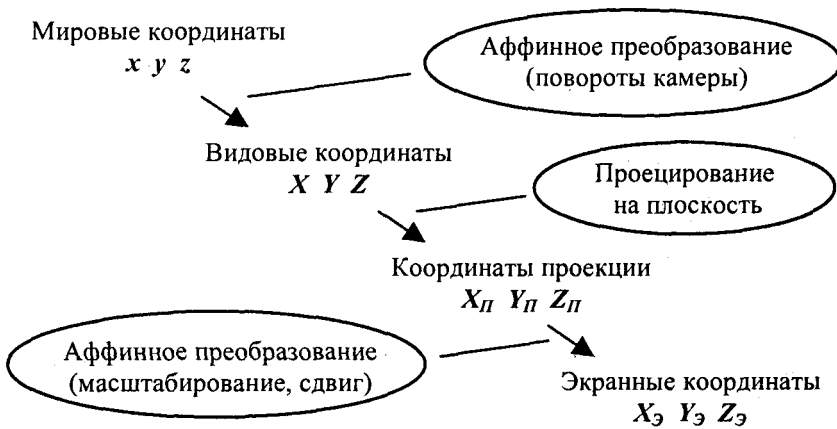 Мировые координаты
x y z
Аффинное преобразование
(повороты камеры)
Видовые координаты
X Y Z
Проецирование
на плоскость
Координаты проекции
XП YП ZП
Аффинное преобразование
(масштабирование, сдвиг)
Экранные координаты
XЭ YЭ ZЭ